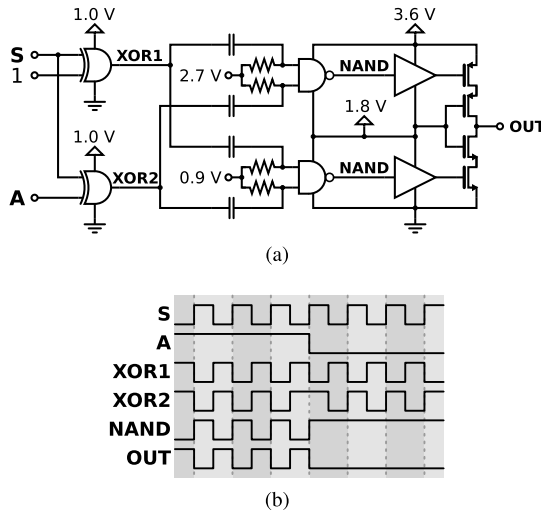 1.0 V
3.6 V
S
XOR1
NAND
1
2.7 V
1.0 V
1.8 V
OUT
XOR2
NAND
0.9 V
A
(a)
S
A
XOR1
XOR2
NAND
OUT
(b)